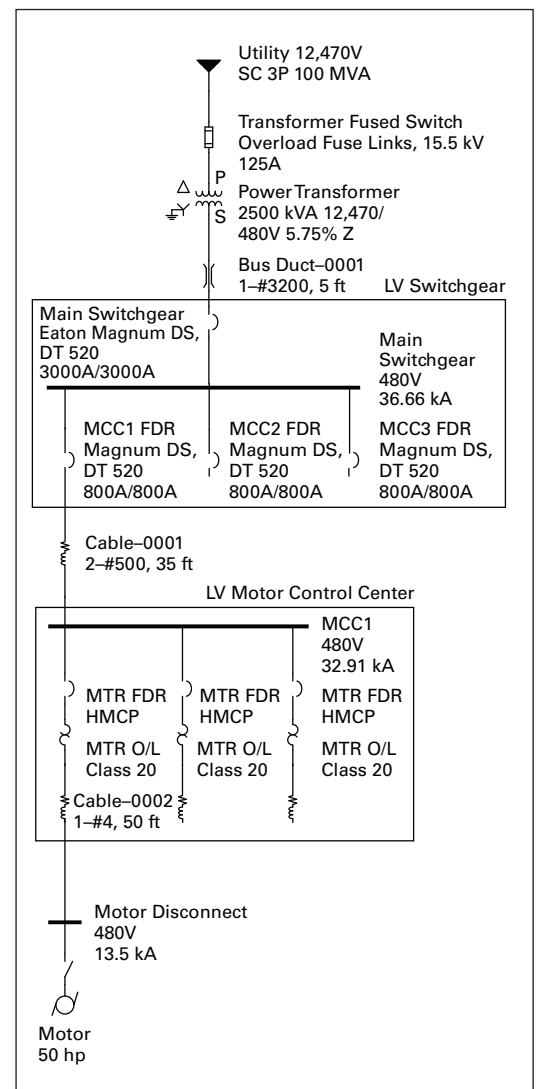 Utility 12,470V
SC 3P 100 MVA
Transformer Fused Switch
Overload Fuse Links, 15.5 kV
125A
P
S
Power Transformer
2500 kVA 12,470/
480V 5.75% Z
Bus Duct–0001
1–#3200, 5 ft
LV Switchgear
Main Switchgear
Eaton Magnum DS,
DT 520
3000A/3000A
Main
Switchgear
480V
36.66 kA
MCC1 FDR
Magnum DS,
DT 520
800A/800A
MCC2 FDR
Magnum DS,
DT 520
800A/800A
MCC3 FDR
Magnum DS,
DT 520
800A/800A
Cable–0001
2–#500, 35 ft
LV Motor Control Center
MCC1
480V
32.91 kA
MTR FDR
HMCP
MTR FDR
HMCP
MTR FDR
HMCP
MTR O/L
Class 20
MTR O/L
Class 20
MTR O/L
Class 20
Cable–0002
1–#4, 50 ft
Motor Disconnect
480V
13.5 kA
Motor
50 hp